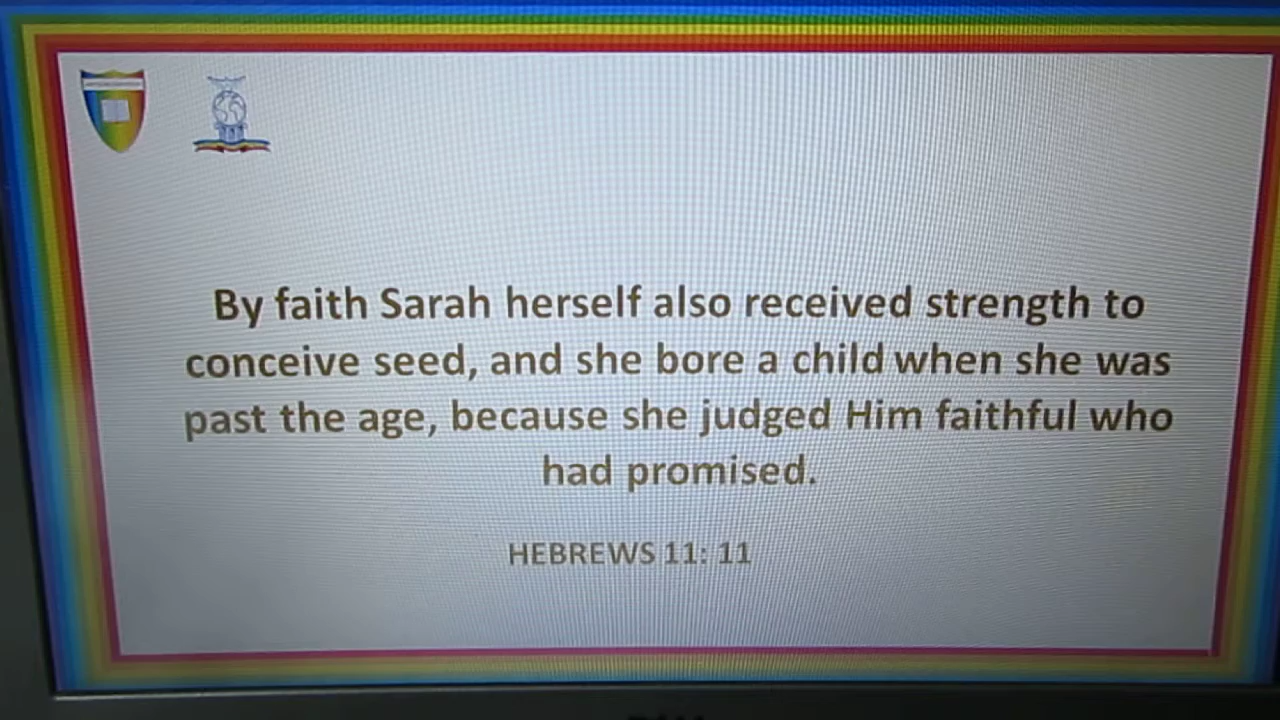 By faith Sarah herself also received strength to
conceive seed, and she bore a child when she was
past the age, because she judged Him faithful who
had promised.
HEBREWS 11: 11